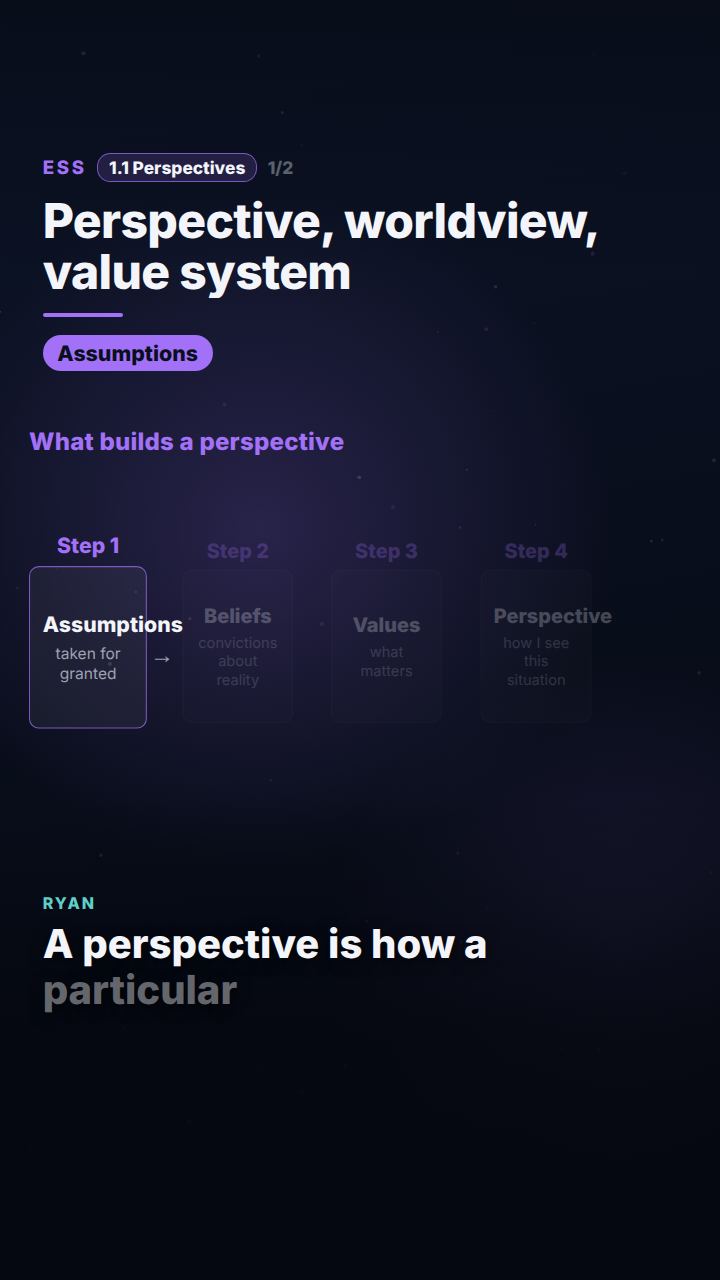 ESS 1.1 Perspectives 1/2
Perspective, worldview,
value system
Assumptions
What builds a perspective
Step 1
Assumptions
taken for
granted
→
Step 2
Beliefs
convictions
about
reality
Step 3
Values
what
matters
Step 4
Perspective
how I see
this
situation
RYAN
A perspective is how a
particular